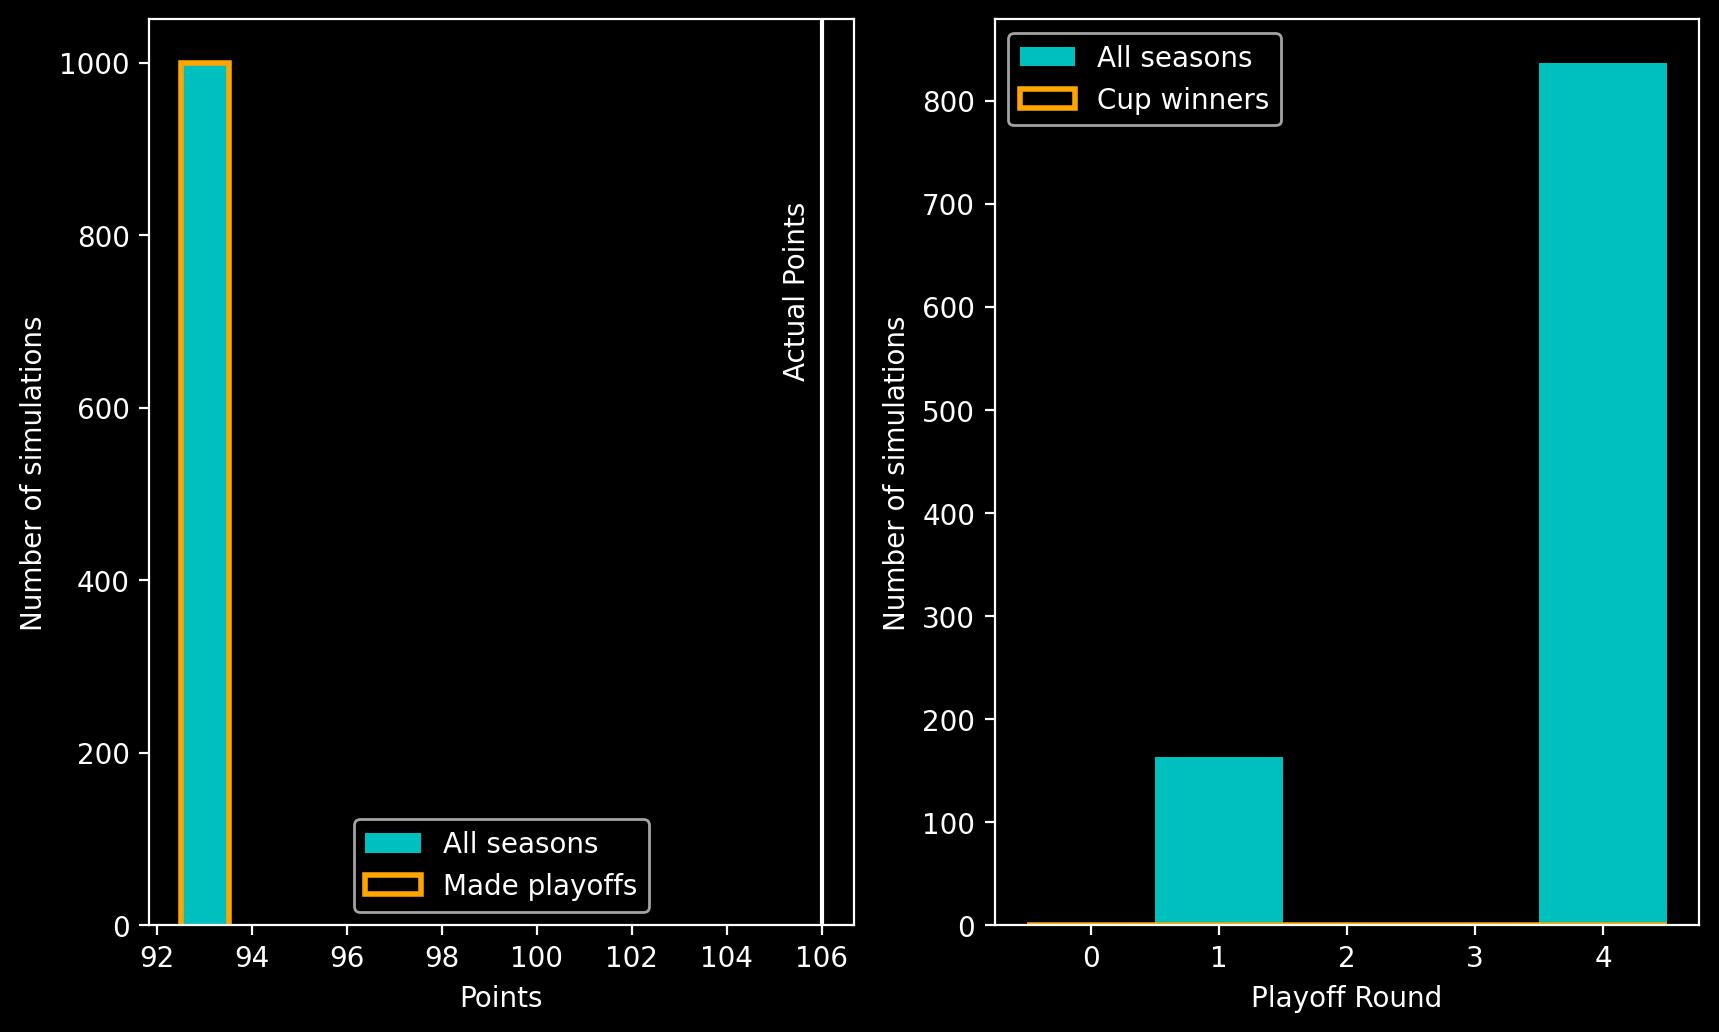 1000
800
600
400
200
0
Number of simulations
92 94 96 98 100 102 104 106
Points
Actual Points
All seasons
Made playoffs
800
700
600
500
400
300
200
100
0
Number of simulations
0 1 2 3 4
Playoff Round
All seasons
Cup winners